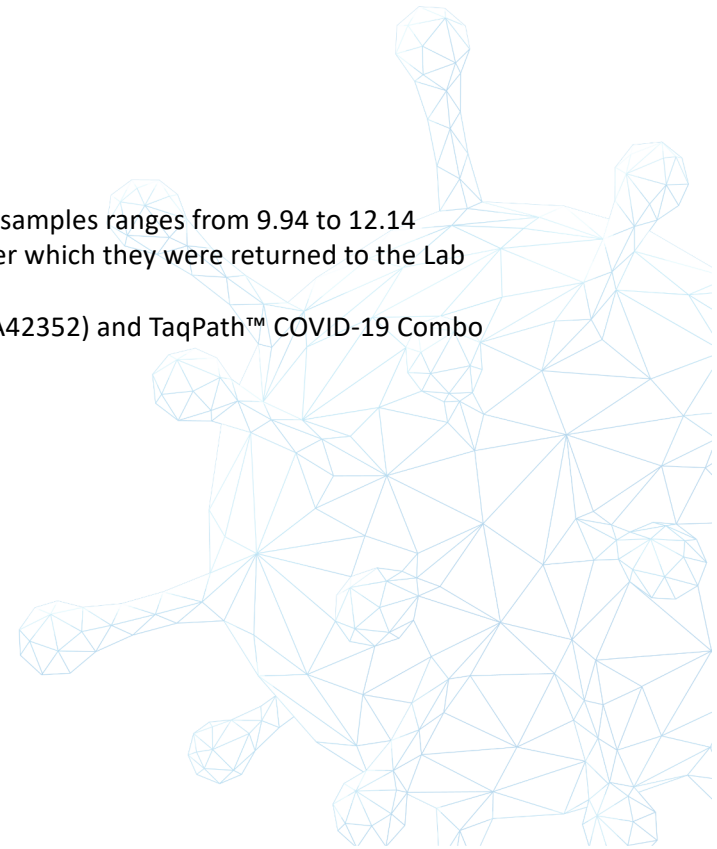 samples ranges from 9.94 to 12.14
er which they were returned to the Lab
A42352) and TaqPath™ COVID-19 Combo